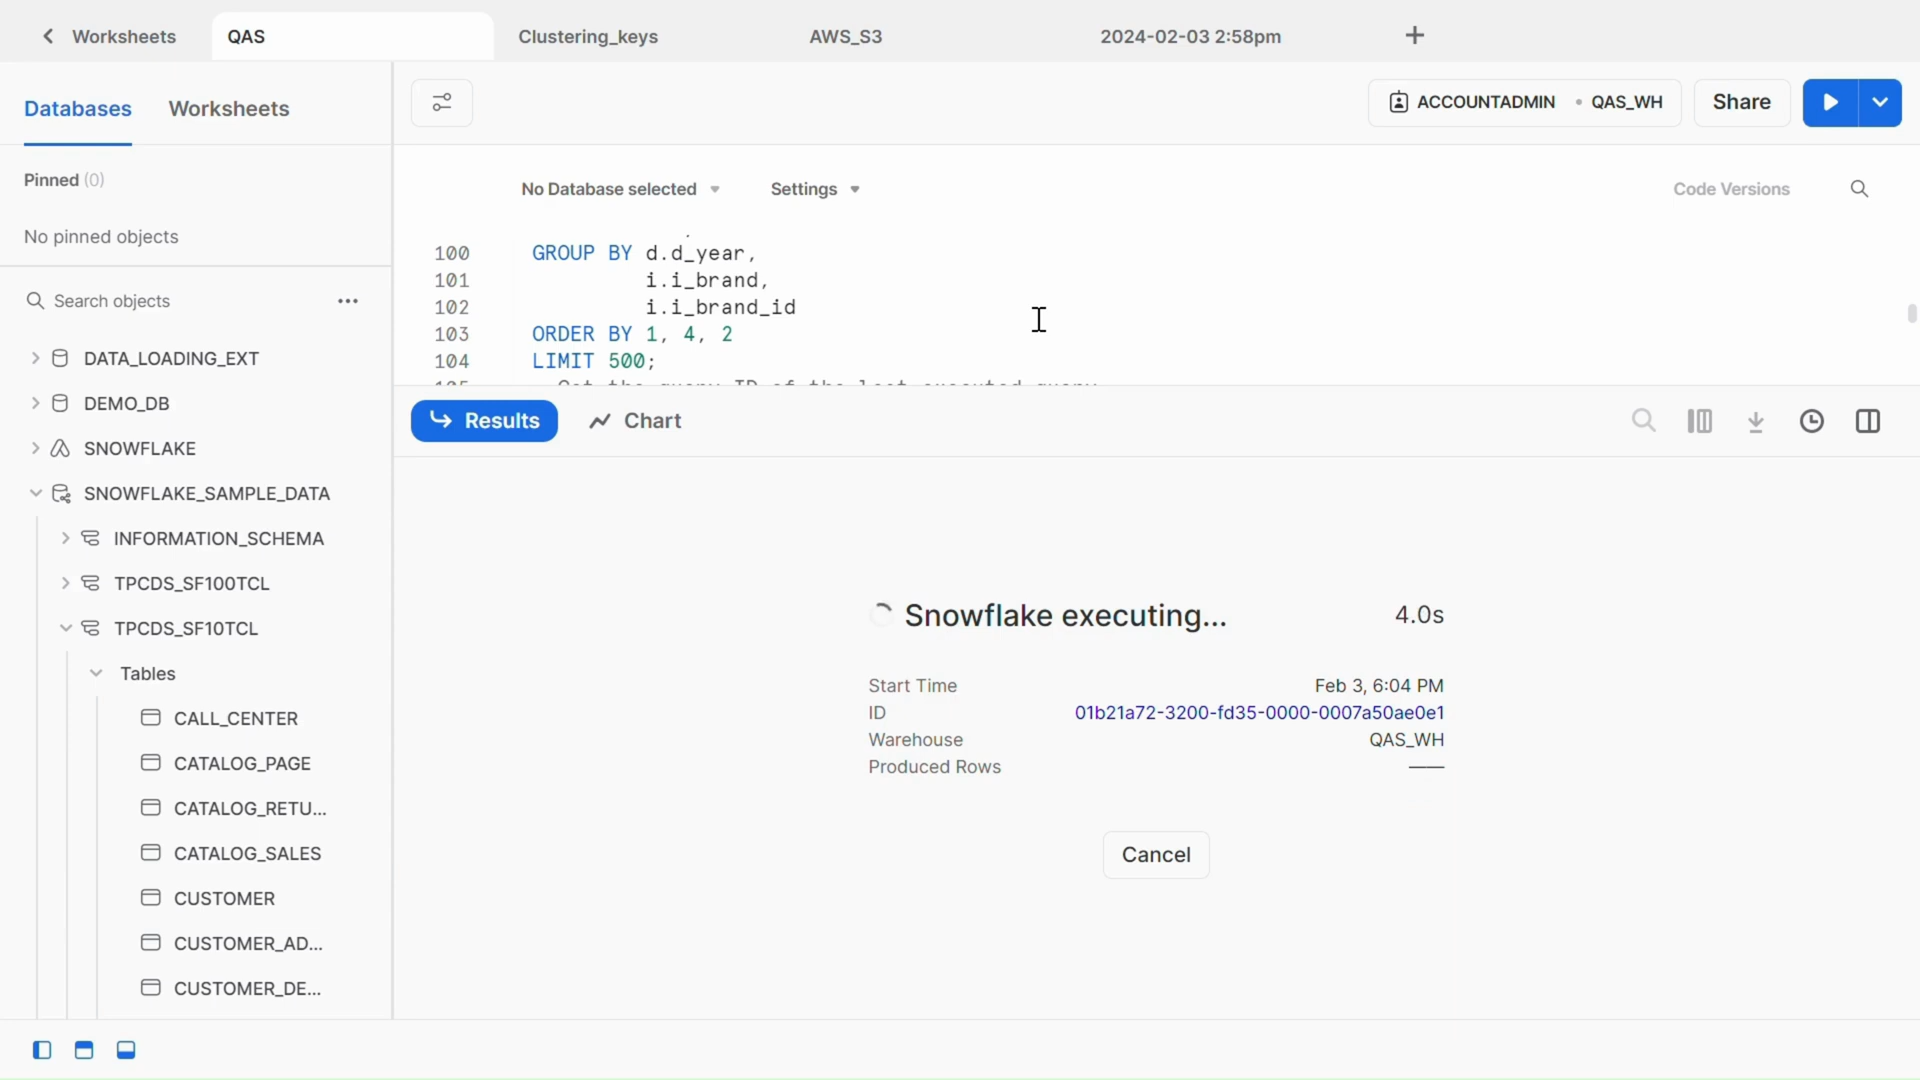 Worksheets
QAS
Clustering_keys
AWS_S3
2024-02-03 2:58pm
Databases
Worksheets
ACCOUNTADMIN • QAS_WH
Share
Pinned (0)
No pinned objects
No Database selected
Settings
Code Versions
Search objects
DATA_LOADING_EXT
DEMO_DB
SNOWFLAKE
SNOWFLAKE_SAMPLE_DATA
INFORMATION_SCHEMA
TPCDS_SF100TCL
TPCDS_SF10TCL
Tables
CALL_CENTER
CATALOG_PAGE
CATALOG_RETU...
CATALOG_SALES
CUSTOMER
CUSTOMER_AD...
CUSTOMER_DE...
100 GROUP BY d.d_year,
101 i.i_brand,
102 i.i_brand_id
103 ORDER BY 1, 4, 2
104 LIMIT 500;
Results
Chart
Snowflake executing... 4.0s
Start Time Feb 3, 6:04 PM
ID 01b21a72-3200-fd35-0000-0007a50ae0e1
Warehouse QAS_WH
Produced Rows
Cancel